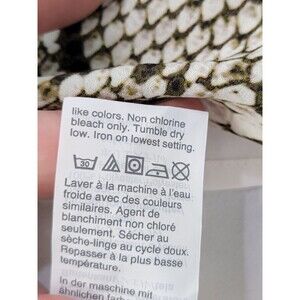 like colors. Non chlorine
bleach only. Tumble dry
low. Iron on lowest setting.
30
Laver à la machine à l'eau
froide avec des couleurs
similaires. Agent de
blanchiment non chloré
seulement. Sécher au
sèche-linge au cycle doux.
Repasser à la plus basse
température.
In der maschine mit
ähnlichen farben